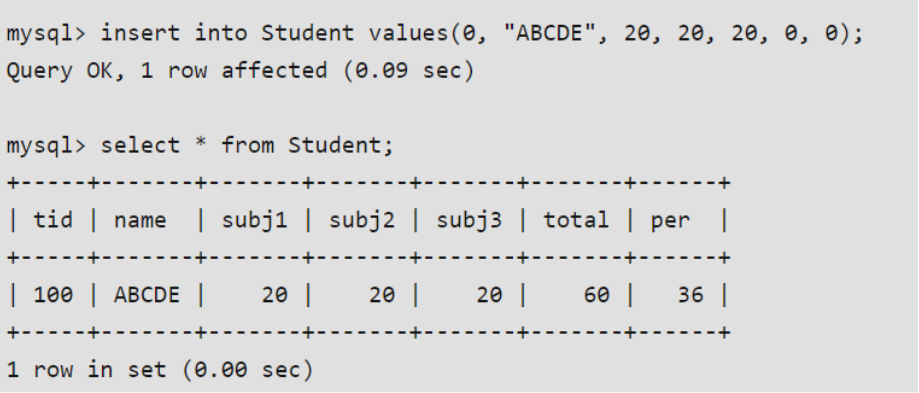 mysql> insert into Student values(0, "ABCDE", 20, 20, 20, 0, 0);
Query OK, 1 row affected (0.09 sec)
mysql> select * from Student;
+-----+-------+-------+-------+-------+-------+------+
| tid | name  | subj1 | subj2 | subj3 | total | per  |
+-----+-------+-------+-------+-------+-------+------+
| 100 | ABCDE |    20 |    20 |    20 |    60 |   36 |
+-----+-------+-------+-------+-------+-------+------+
1 row in set (0.00 sec)